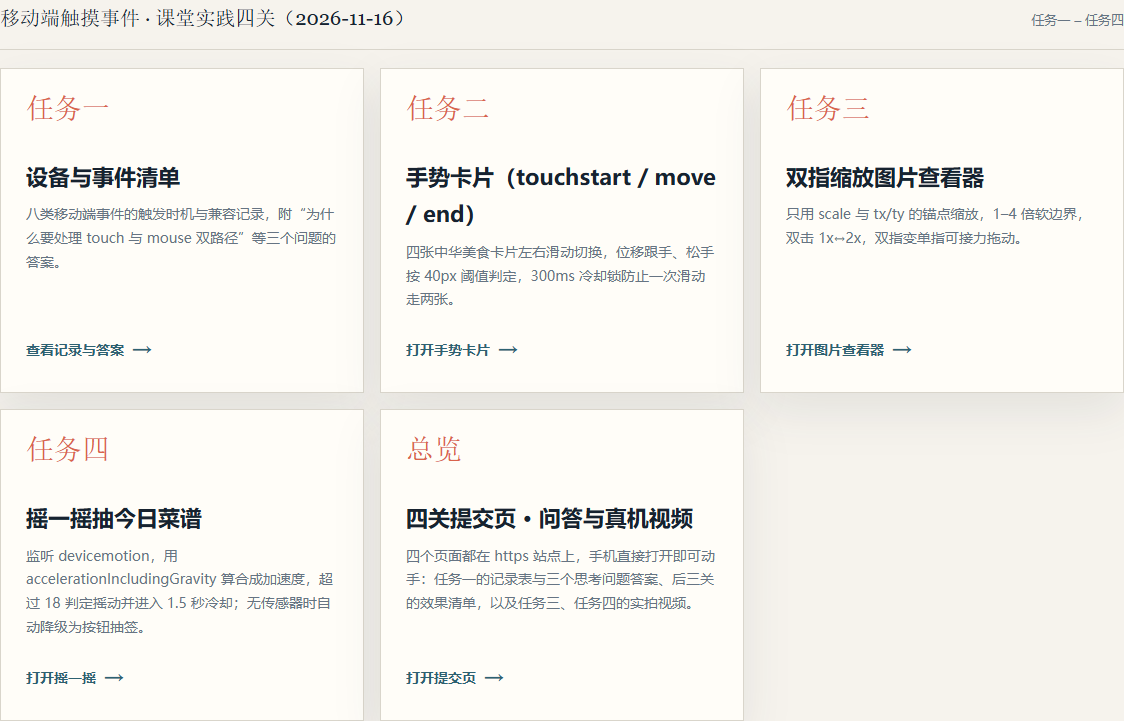 移动端触摸事件 · 课堂实践四关（2026-11-16）
任务一 – 任务四
任务一
设备与事件清单
八类移动端事件的触发时机与兼容记录，附“为什
么要处理 touch 与 mouse 双路径”等三个问题的
答案。
查看记录与答案 →
任务二
手势卡片（touchstart / move
/ end）
四张中华美食卡片左右滑动切换，位移跟手、松手
按 40px 阈值判定，300ms 冷却锁防止一次滑动
走两张。
打开手势卡片 →
任务三
双指缩放图片查看器
只用 scale 与 tx/ty 的锚点缩放，1–4 倍软边界，
双击 1x↔2x，双指变单指可接力拖动。
打开图片查看器 →
任务四
摇一摇抽今日菜谱
监听 devicemotion，用
accelerationIncludingGravity 算合成加速度，超
过 18 判定摇动并进入 1.5 秒冷却；无传感器时自
动降级为按钮抽签。
打开摇一摇 →
总览
四关提交页 · 问答与真机视频
四个页面都在 https 站点上，手机直接打开即可动
手：任务一的记录表与三个思考问题答案、后三关
的效果清单，以及任务三、任务四的实拍视频。
打开提交页 →